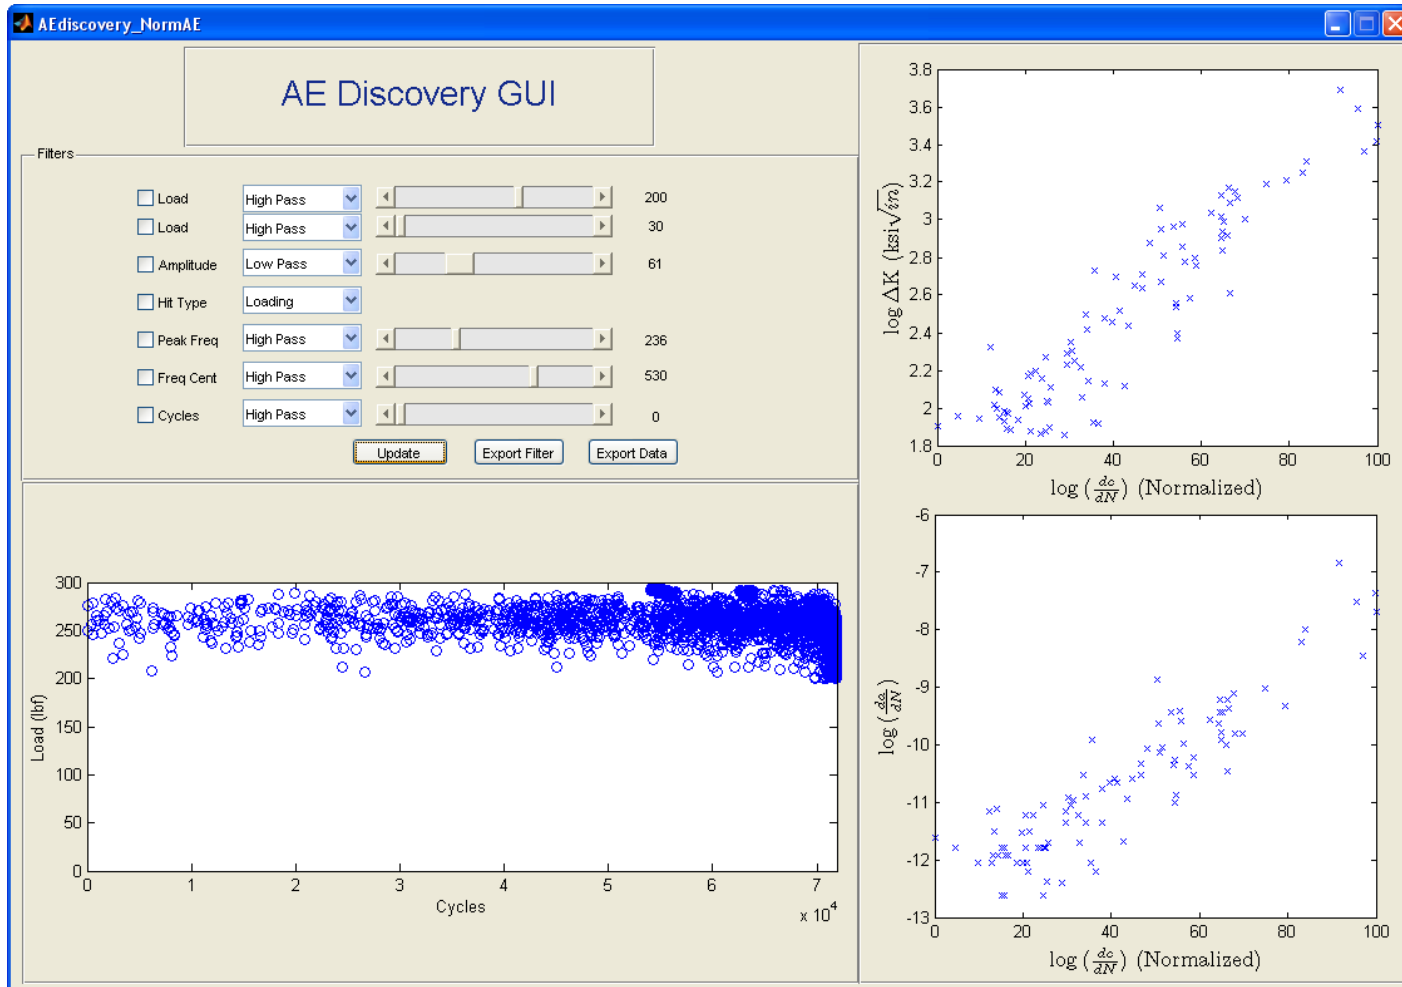 AEdiscovery_NormAE
AE Discovery GUI
Filters
Load High Pass 200
Load High Pass 30
Amplitude Low Pass 61
Hit Type Loading
Peak Freq High Pass 236
Freq Cent High Pass 530
Cycles High Pass 0
Update Export Filter Export Data
300
250
200
150
100
50
0
Load (lbf)
0 1 2 3 4 5 6 7
Cycles
x 10^4
3.8
3.6
3.4
3.2
3
2.8
2.6
2.4
2.2
2
1.8
log ΔK (ksi√in)
0 20 40 60 80 100
log (dc/dN) (Normalized)
-6
-7
-8
-9
-10
-11
-12
-13
log (da/dN)
0 20 40 60 80 100
log (dc/dN) (Normalized)